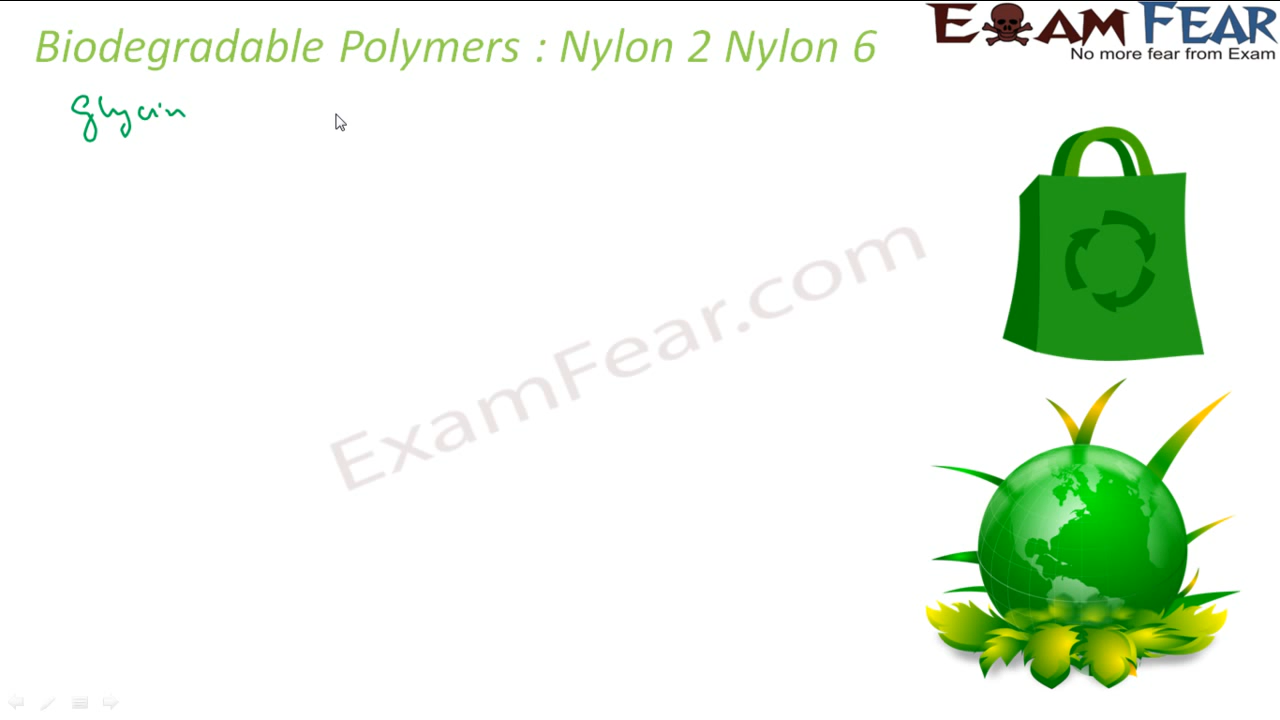 Biodegradable Polymers : Nylon 2 Nylon 6
EXAM FEAR
No more fear from Exam
glycin
ExamFear.com